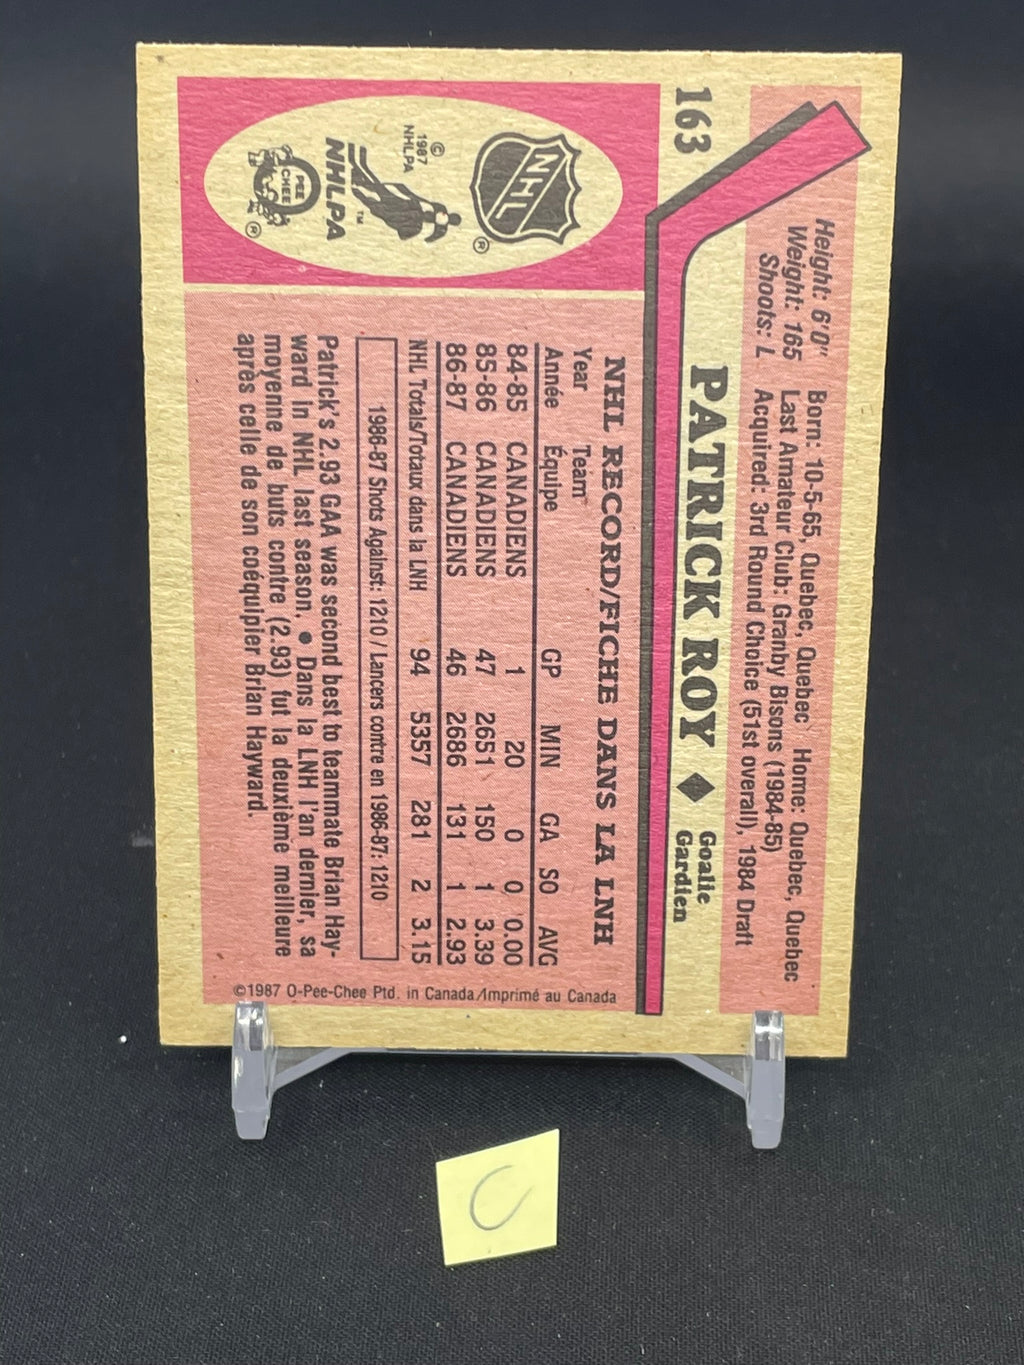 163
Height: 6'0"
Weight: 165
Shoots: L
Born: 10-5-65, Quebec, Quebec Home: Quebec, Quebec
Last Amateur Club: Granby Bisons (1984-85)
Acquired: 3rd Round Choice (51st overall), 1984 Draft
PATRICK ROY ♦ Goalie
Gardien
NHL
®
© 1987 NHLPA
NHLPA
™
O PEE CHEE
®
NHL RECORD/FICHE DANS LA LNH
Year Team GP MIN GA SO AVG
Année Équipe
84-85 CANADIENS 1 20 0 0 0.00
85-86 CANADIENS 47 2651 150 1 3.39
86-87 CANADIENS 46 2686 131 1 2.93
NHL Totals/Totaux dans la LNH 94 5357 281 2 3.15
1986-87 Shots Against: 1210 / Lancers contre en 1986-87: 1210
Patrick's 2.93 GAA was second best to teammate Brian Hay-
ward in NHL last season. ● Dans la LNH l'an dernier, sa
moyenne de buts contre (2.93) fut la deuxième meilleure
après celle de son coéquipier Brian Hayward.
©1987 O-Pee-Chee Ptd. in Canada/Imprimé au Canada
C